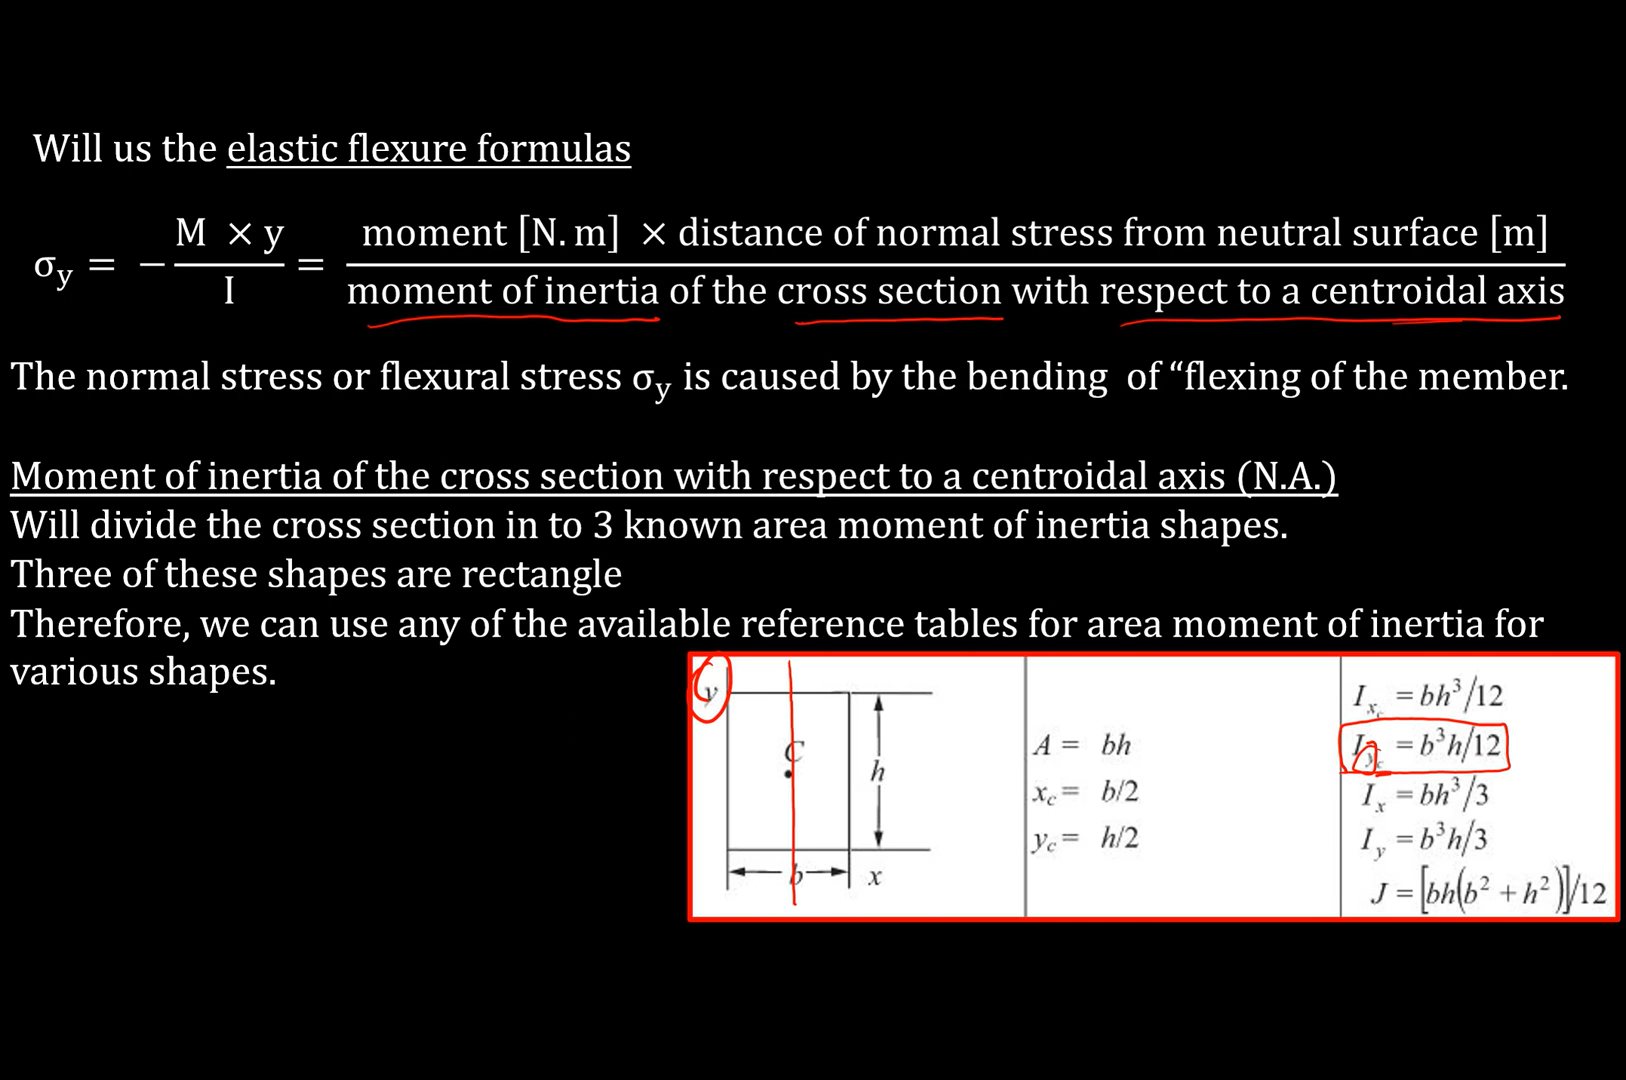 Will us the elastic flexure formulas
σy = − M × y / I = moment [N. m] × distance of normal stress from neutral surface [m] / moment of inertia of the cross section with respect to a centroidal axis
The normal stress or flexural stress σy is caused by the bending of “flexing of the member.
Moment of inertia of the cross section with respect to a centroidal axis (N.A.)
Will divide the cross section in to 3 known area moment of inertia shapes.
Three of these shapes are rectangle
Therefore, we can use any of the available reference tables for area moment of inertia for
various shapes.
y
C
h
b
x
A = bh
xc = b/2
yc = h/2
Ixc = bh³/12
Iyc = b³h/12
Ix = bh³/3
Iy = b³h/3
J = [bh(b² + h²)]/12